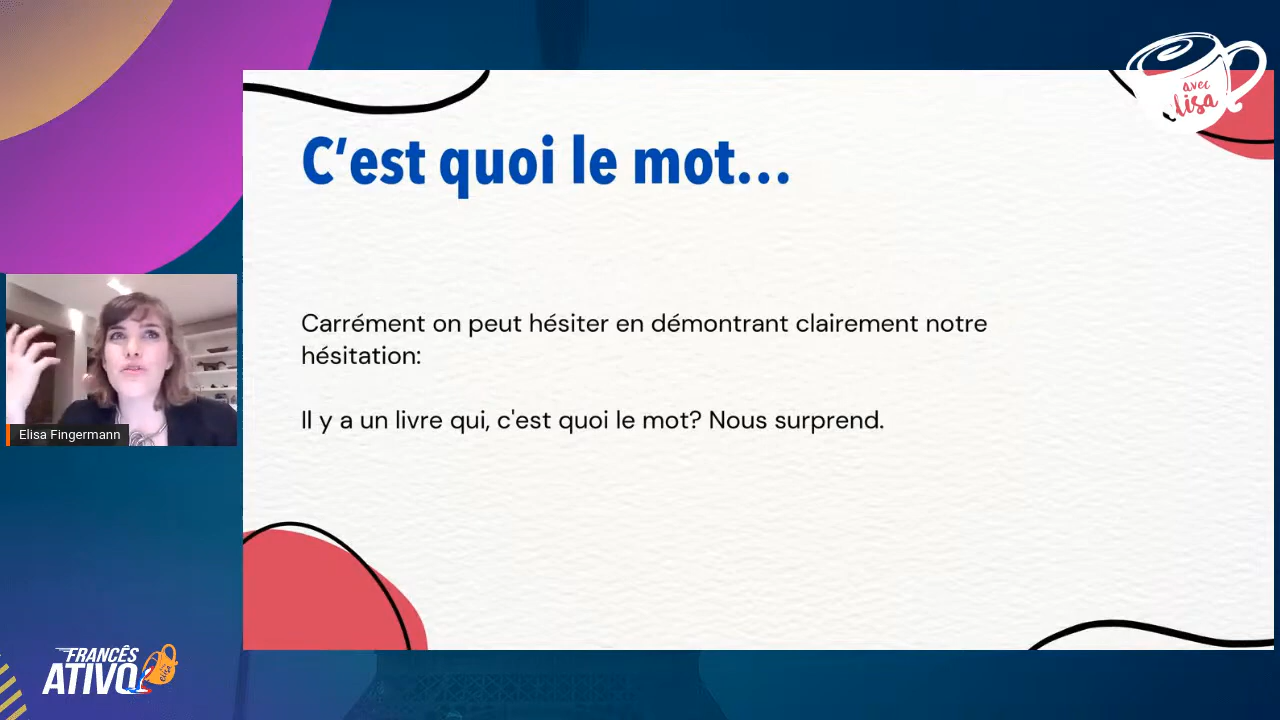 avec
elisa
C'est quoi le mot...
Carrément on peut hésiter en démontrant clairement notre
hésitation:
Il y a un livre qui, c'est quoi le mot? Nous surprend.
Elisa Fingermann
FRANCÊS
ATIVO
elisa